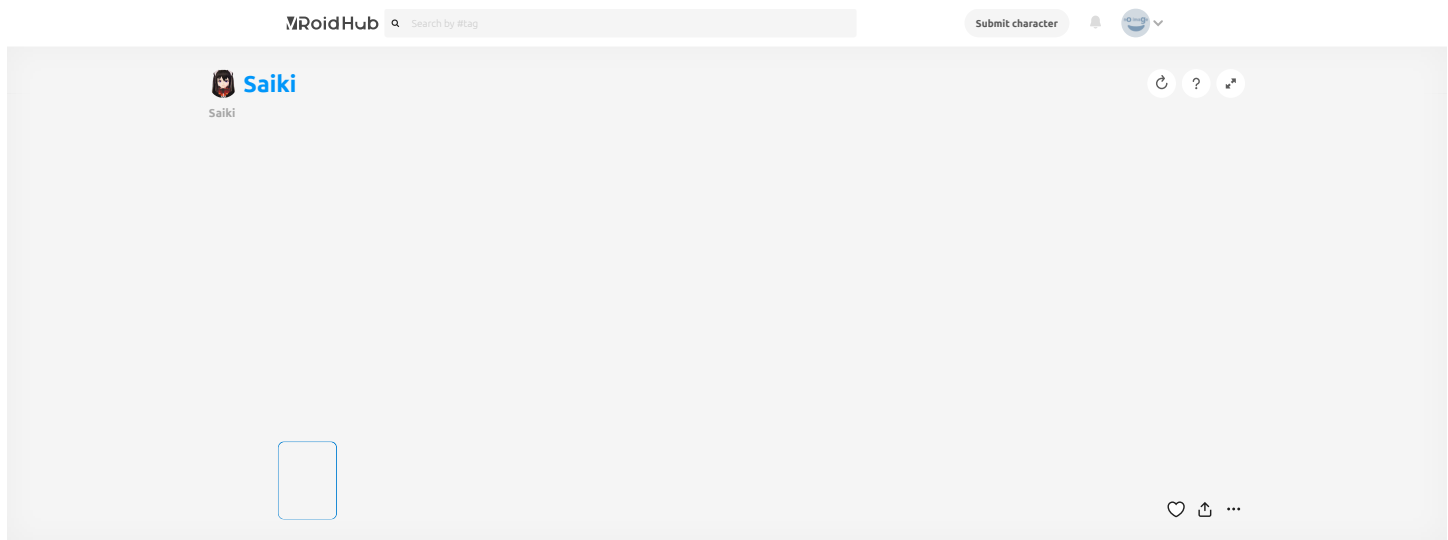 VRoid Hub
Search by #tag
Submit character
Saiki
?
Saiki